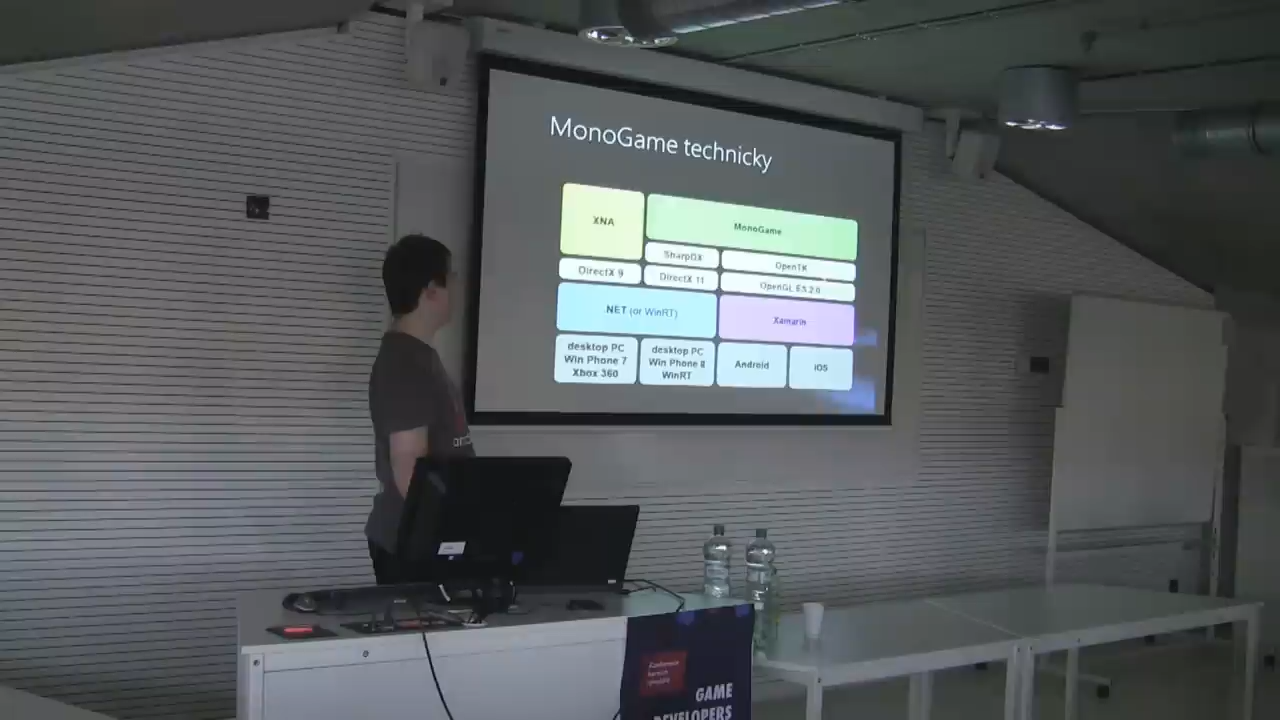 MonoGame technicky
XNA
MonoGame
SharpDX
OpenTK
DirectX 9
DirectX 11
OpenGL ES 2.0
.NET (or WinRT)
Xamarin
desktop PC
Win Phone 7
Xbox 360
desktop PC
Win Phone 8
WinRT
Android
iOS
GAME
DEVELOPERS